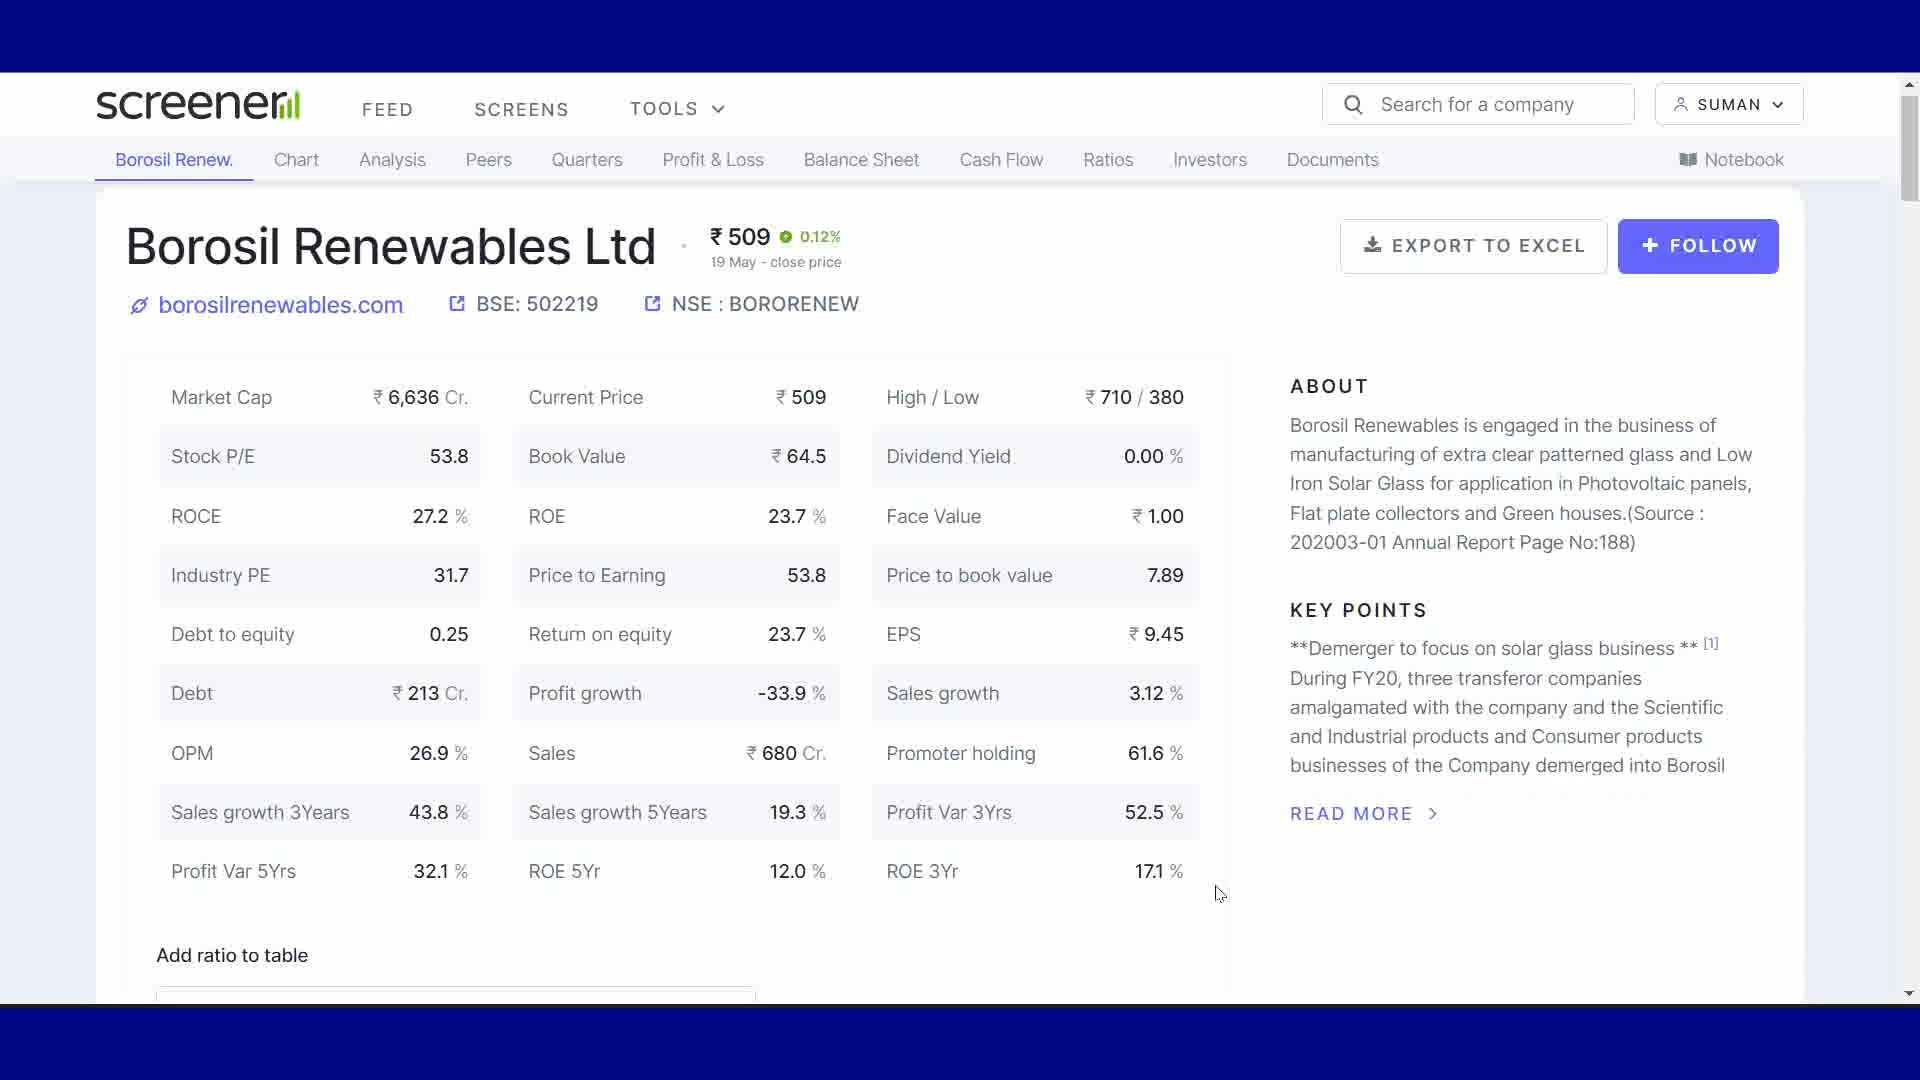 screener
FEED SCREENS TOOLS
Search for a company
SUMAN
Borosil Renew. Chart Analysis Peers Quarters Profit & Loss Balance Sheet Cash Flow Ratios Investors Documents Notebook
Borosil Renewables Ltd
₹ 509 0.12%
19 May - close price
EXPORT TO EXCEL
FOLLOW
borosilrenewables.com BSE: 502219 NSE : BORORENEW
Market Cap ₹ 6,636 Cr. Current Price ₹ 509 High / Low ₹ 710 / 380
Stock P/E 53.8 Book Value ₹ 64.5 Dividend Yield 0.00 %
ROCE 27.2 % ROE 23.7 % Face Value ₹ 1.00
Industry PE 31.7 Price to Earning 53.8 Price to book value 7.89
Debt to equity 0.25 Return on equity 23.7 % EPS ₹ 9.45
Debt ₹ 213 Cr. Profit growth -33.9 % Sales growth 3.12 %
OPM 26.9 % Sales ₹ 680 Cr. Promoter holding 61.6 %
Sales growth 3Years 43.8 % Sales growth 5Years 19.3 % Profit Var 3Yrs 52.5 %
Profit Var 5Yrs 32.1 % ROE 5Yr 12.0 % ROE 3Yr 17.1 %
Add ratio to table
ABOUT
Borosil Renewables is engaged in the business of
manufacturing of extra clear patterned glass and Low
Iron Solar Glass for application in Photovoltaic panels,
Flat plate collectors and Green houses.(Source :
202003-01 Annual Report Page No:188)
KEY POINTS
**Demerger to focus on solar glass business ** [1]
During FY20, three transferor companies
amalgamated with the company and the Scientific
and Industrial products and Consumer products
businesses of the Company demerged into Borosil
READ MORE